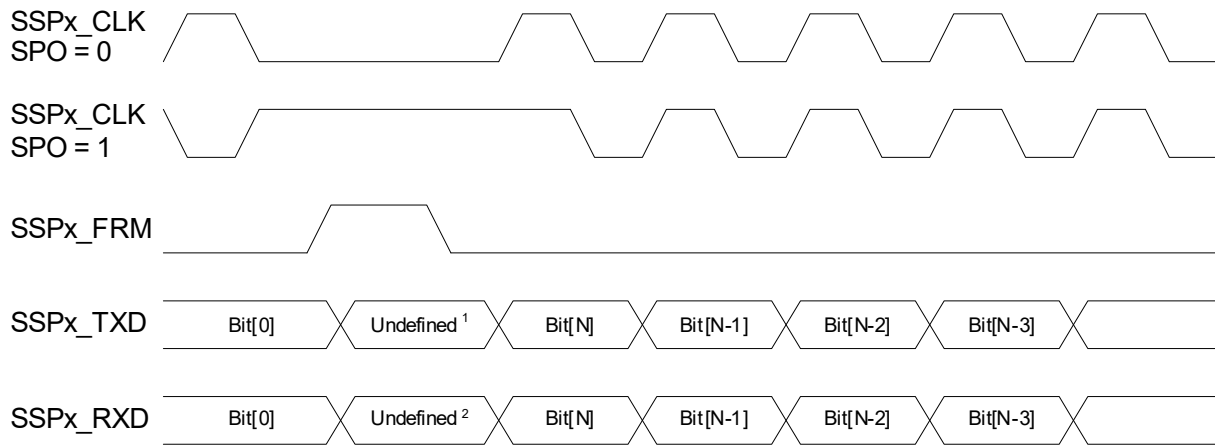 SSPx_CLK
SPO = 0
SSPx_CLK
SPO = 1
SSPx_FRM
SSPx_TXD Bit[0] Undefined ¹ Bit[N] Bit[N-1] Bit[N-2] Bit[N-3]
SSPx_RXD Bit[0] Undefined ² Bit[N] Bit[N-1] Bit[N-2] Bit[N-3]